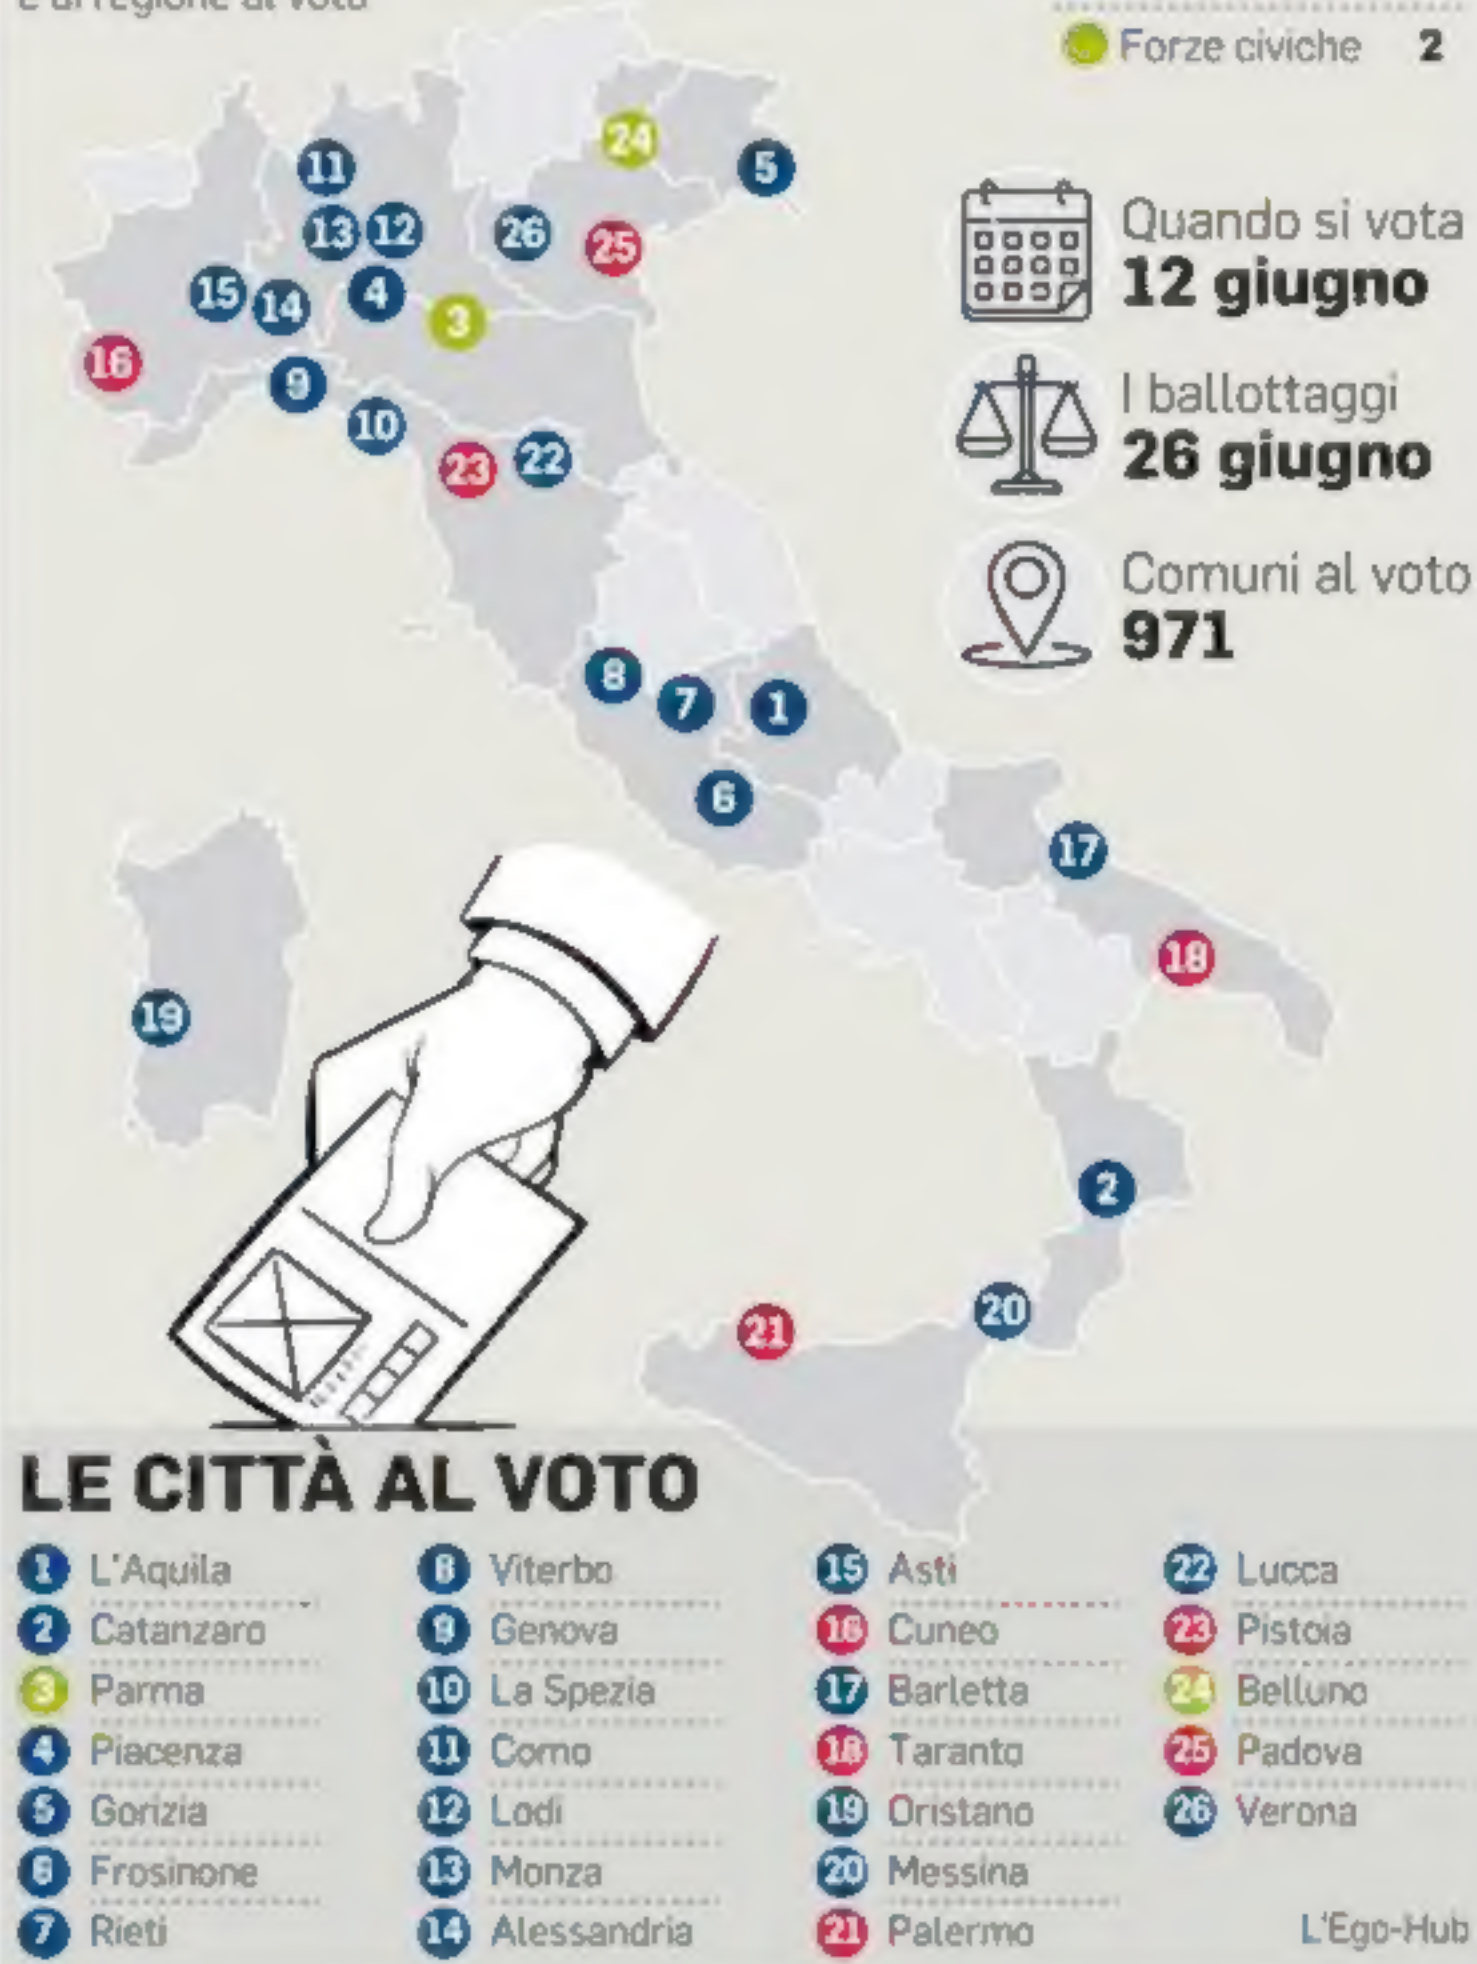 e di regione al voto
Forze civiche 2
Quando si vota
12 giugno
I ballottaggi
26 giugno
Comuni al voto
971
11
24
5
13
12
26
25
15
14
4
3
16
9
10
23
22
8
7
1
6
17
18
19
2
20
21
LE CITTÀ AL VOTO
1 L'Aquila
2 Catanzaro
3 Parma
4 Piacenza
5 Gorizia
6 Frosinone
7 Rieti
8 Viterbo
9 Genova
10 La Spezia
11 Como
12 Lodi
13 Monza
14 Alessandria
15 Asti
16 Cuneo
17 Barletta
18 Taranto
19 Oristano
20 Messina
21 Palermo
22 Lucca
23 Pistoia
24 Belluno
25 Padova
26 Verona
L'Ego-Hub